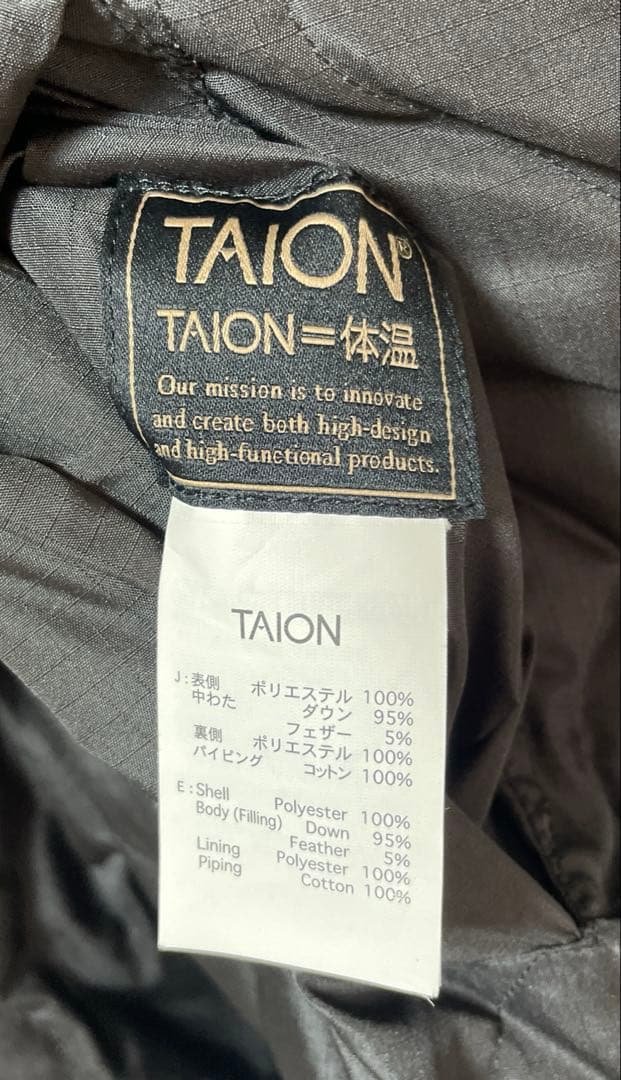 TAION®
TAION=体温
Our mission is to innovate
and create both high-design
and high-functional products.
TAION
J:表側 ポリエステル 100%
中わた ダウン 95%
フェザー 5%
裏側 ポリエステル 100%
パイピング コットン 100%
E:Shell Polyester 100%
Body (Filling) Down 95%
Feather 5%
Lining Polyester 100%
Piping Cotton 100%